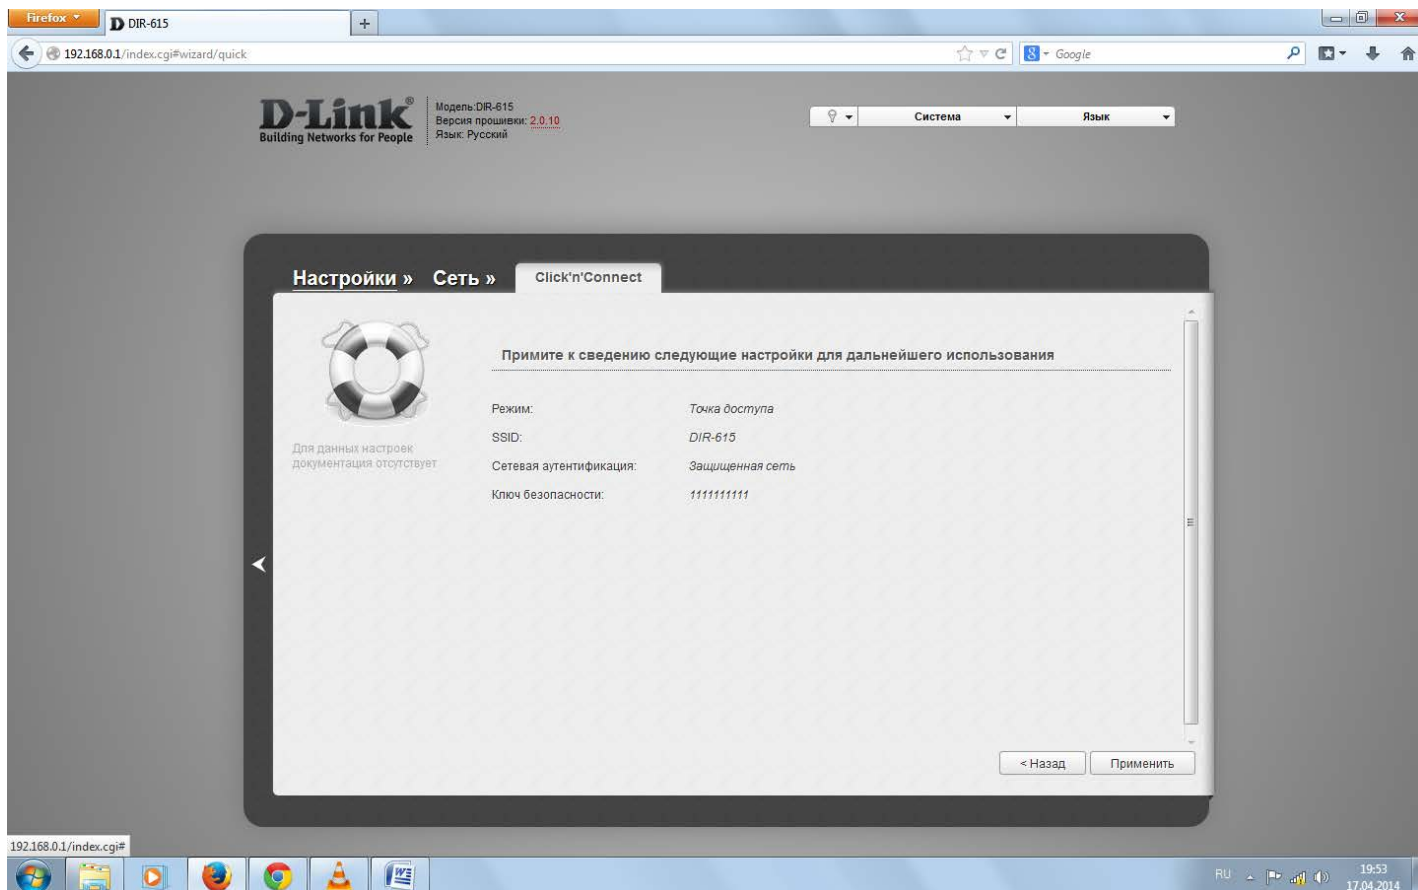 Firefox
DIR-615
192.168.0.1/index.cgi#wizard/quick
Google
D-Link®
Building Networks for People
Модель:DIR-615
Версия прошивки: 2.0.10
Язык: Русский
Система
Язык
Настройки »
Сеть »
Click'n'Connect
Для данных настроек
документация отсутствует
Примите к сведению следующие настройки для дальнейшего использования
Режим: Точка доступа
SSID: DIR-615
Сетевая аутентификация: Защищенная сеть
Ключ безопасности: 1111111111
< Назад
Применить
192.168.0.1/index.cgi#
RU
19:53
17.04.2014